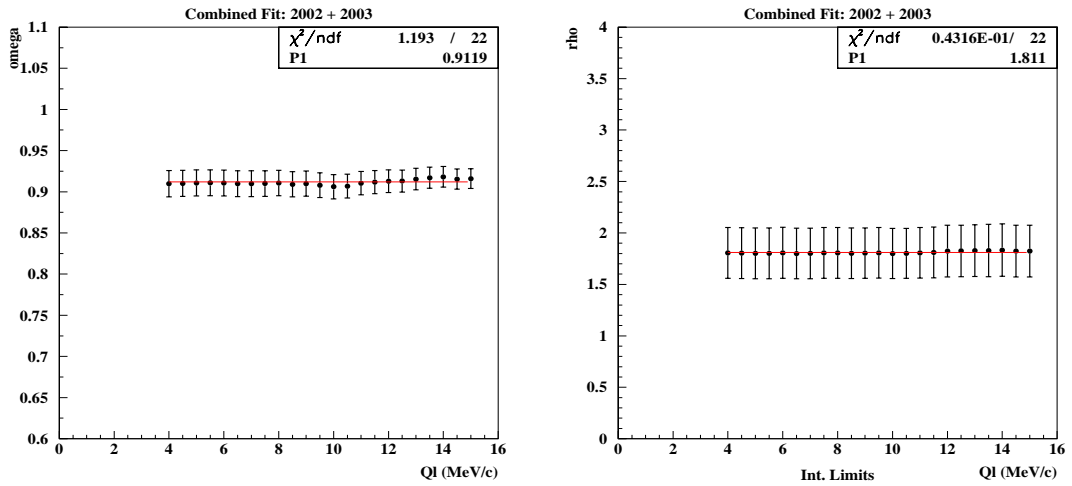 Combined Fit: 2002 + 2003
omega
χ²/ndf 1.193 / 22
P1 0.9119
1.1
1.05
1
0.95
0.9
0.85
0.8
0.75
0.7
0.65
0.6
0 2 4 6 8 10 12 14 16
Ql (MeV/c)
Combined Fit: 2002 + 2003
rho
χ²/ndf 0.4316E-01/ 22
P1 1.811
4
3.5
3
2.5
2
1.5
1
0.5
0
0 2 4 6 8 10 12 14 16
Int. Limits Ql (MeV/c)